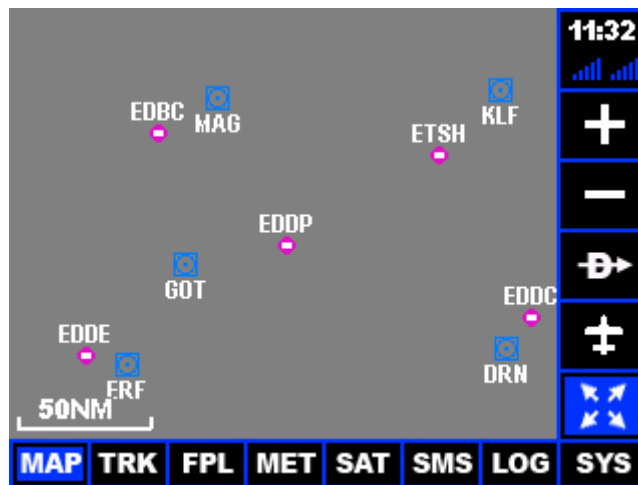 11:32
EDBC
MAG
KLF
ETSH
EDDP
GOT
EDDC
EDDE
ERF
DRN
50NM
MAP TRK FPL MET SAT SMS LOG SYS